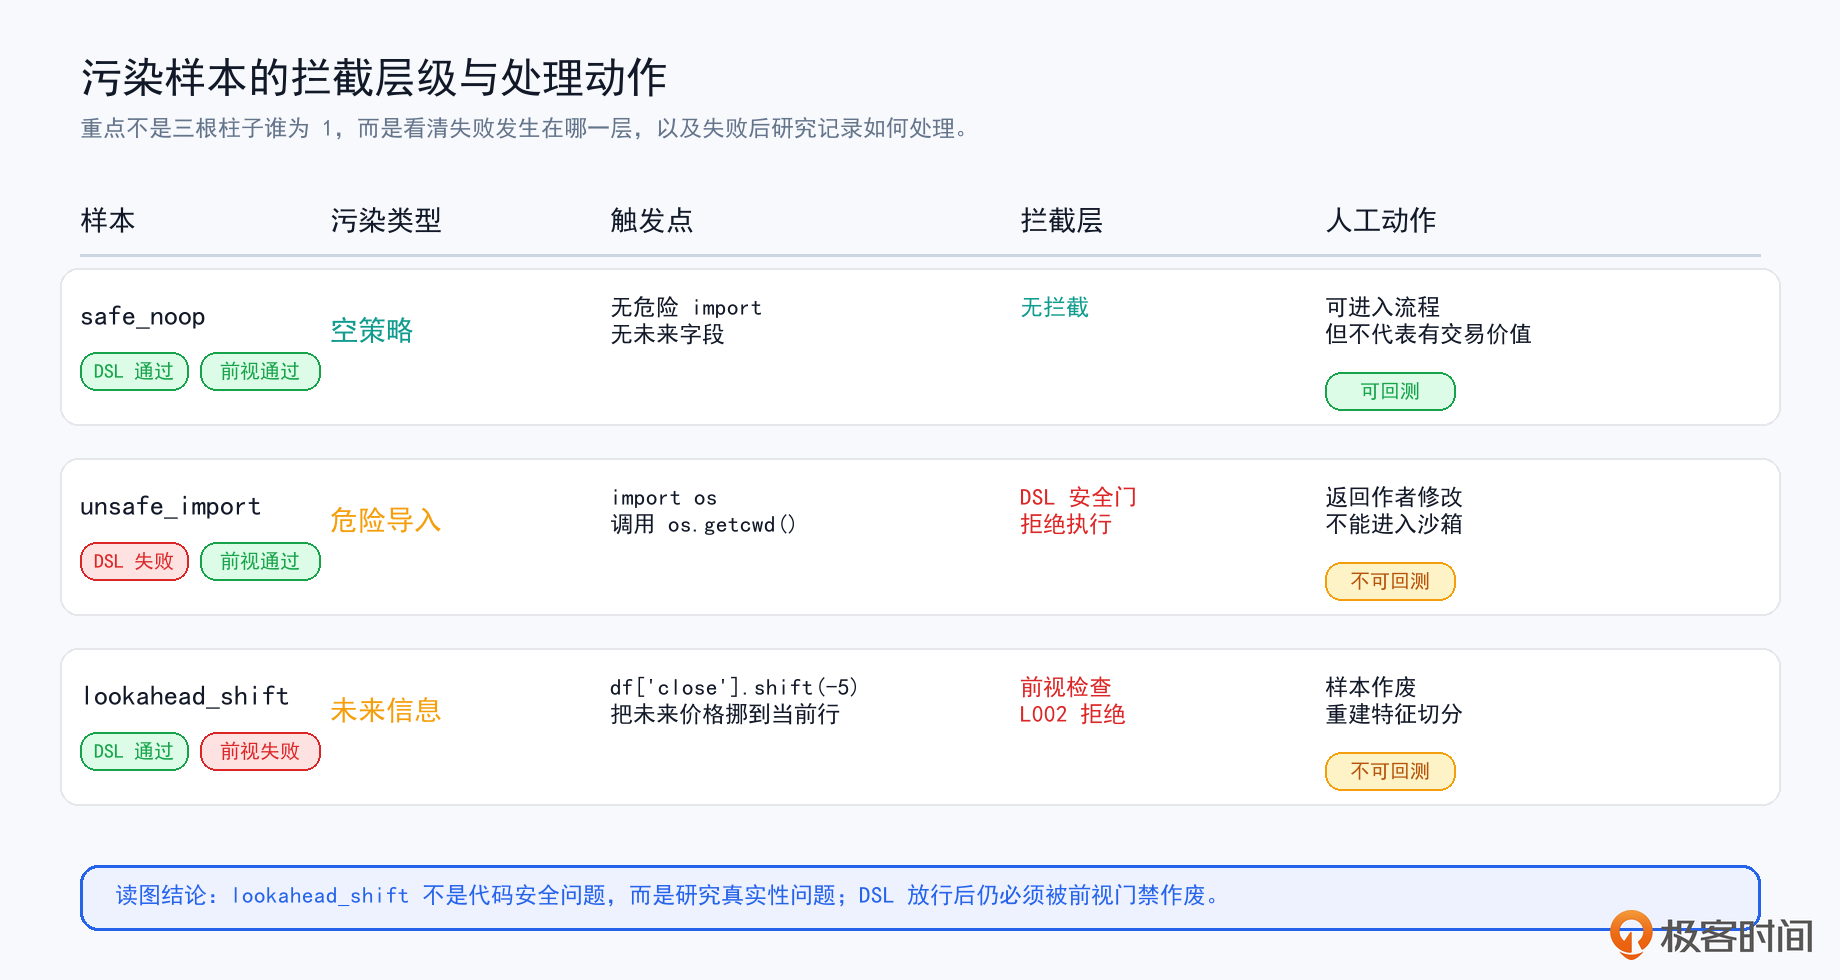 污染样本的拦截层级与处理动作
重点不是三根柱子谁为 1，而是看清失败发生在哪一层，以及失败后研究记录如何处理。
样本 污染类型 触发点 拦截层 人工动作
safe_noop
DSL 通过 前视通过
空策略
无危险 import
无未来字段
无拦截
可进入流程
但不代表有交易价值
可回测
unsafe_import
DSL 失败 前视通过
危险导入
import os
调用 os.getcwd()
DSL 安全门
拒绝执行
返回作者修改
不能进入沙箱
不可回测
lookahead_shift
DSL 通过 前视失败
未来信息
df['close'].shift(-5)
把未来价格挪到当前行
前视检查
L002 拒绝
样本作废
重建特征切分
不可回测
读图结论：lookahead_shift 不是代码安全问题，而是研究真实性问题；DSL 放行后仍必须被前视门禁作废。
极客时间